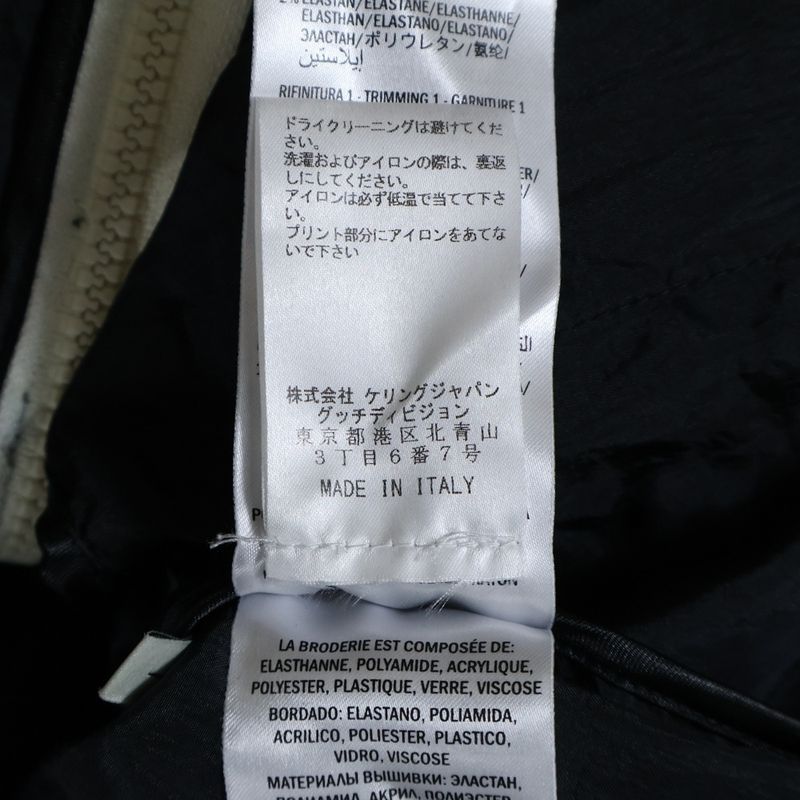 2% ELASTAN/ELASTANE/ELASTHANNE/
ELASTHAN/ELASTANO/ELASTANO/
ЭЛАСТАН/ポリウレタン/氨纶/
إيلاستين
RIFINITURA 1 - TRIMMING 1 - GARNITURE 1
ドライクリーニングは避けてくだ
さい。
洗濯およびアイロンの際は、裏返
しにしてください。
アイロンは必ず低温で当てて下さ
い。
プリント部分にアイロンをあてな
いで下さい
株式会社 ケリングジャパン
グッチディビジョン
東京都港区北青山
3丁目6番7号
MADE IN ITALY
LA BRODERIE EST COMPOSÉE DE:
ELASTHANNE, POLYAMIDE, ACRYLIQUE,
POLYESTER, PLASTIQUE, VERRE, VISCOSE
BORDADO: ELASTANO, POLIAMIDA,
ACRILICO, POLIESTER, PLASTICO,
VIDRO, VISCOSE
МАТЕРИАЛЫ ВЫШИВКИ: ЭЛАСТАН,
ПОЛИАМИД, АКРИЛ, ПОЛИЭСТЕР